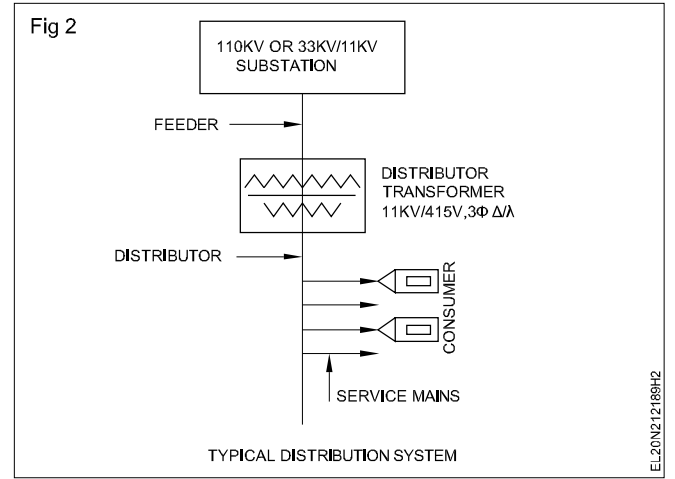 Fig 2
110KV OR 33KV/11KV
SUBSTATION
FEEDER
DISTRIBUTOR
TRANSFORMER
11KV/415V,3Φ Δ/λ
DISTRIBUTOR
CONSUMER
SERVICE MAINS
TYPICAL DISTRIBUTION SYSTEM
EL20N212189H2